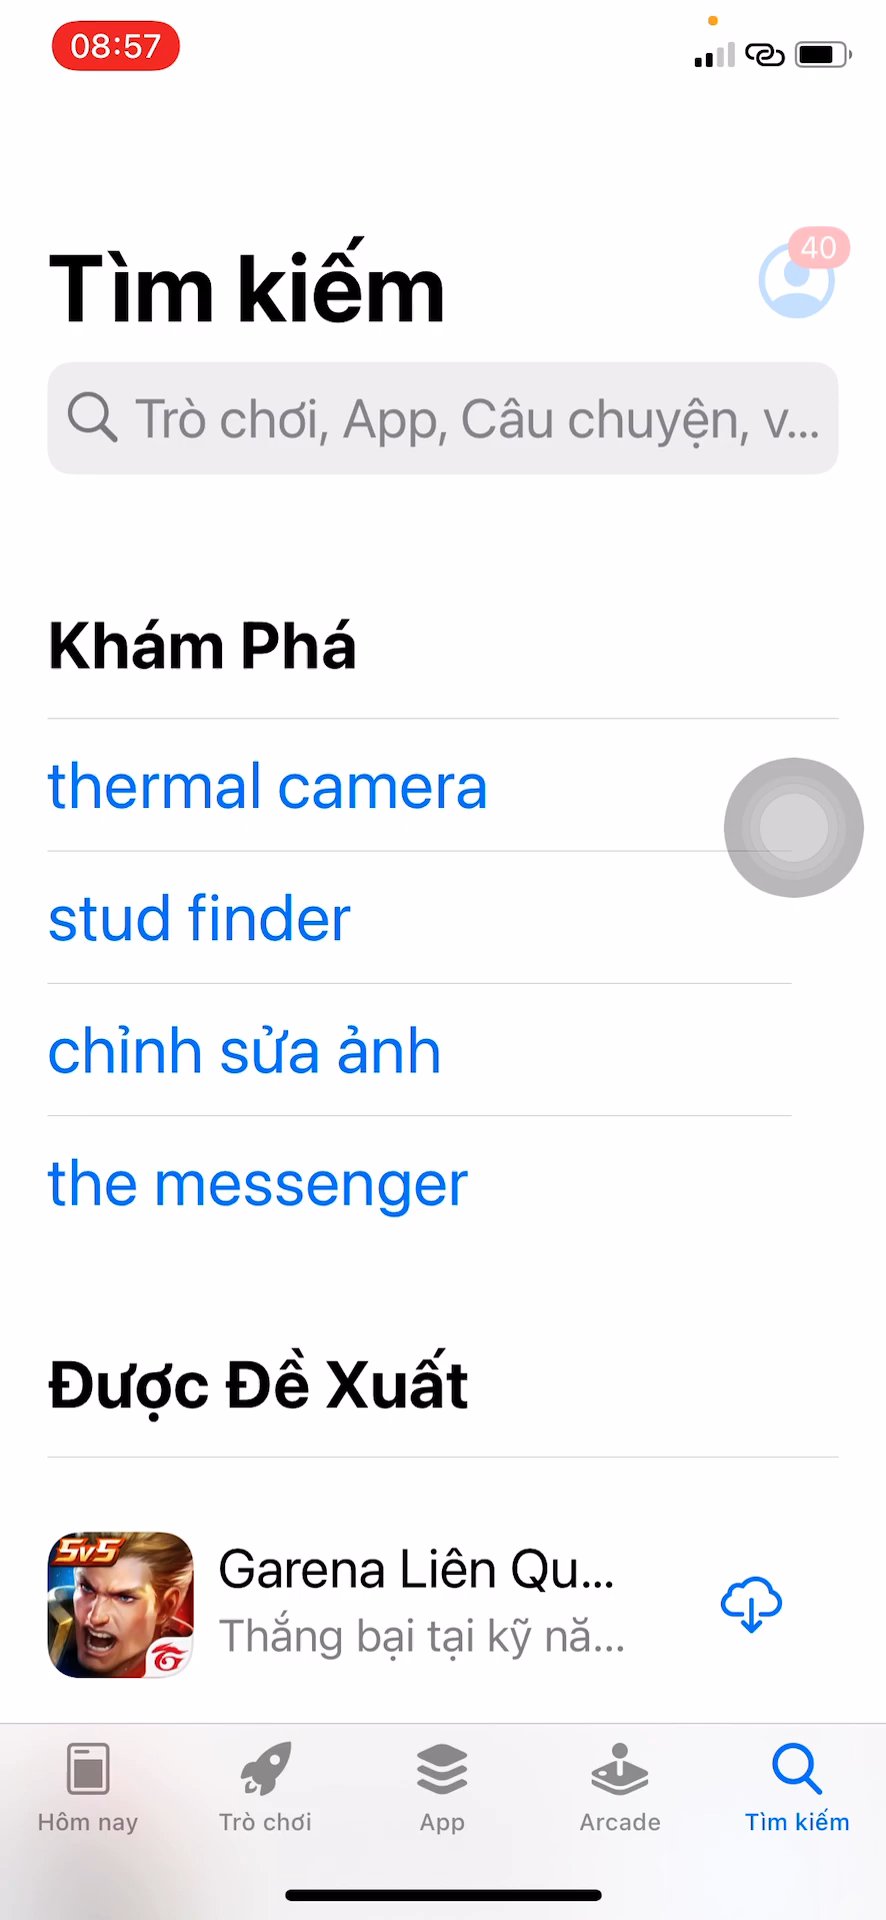 08:57
40
Tìm kiếm
Trò chơi, App, Câu chuyện, v...
Khám Phá
thermal camera
stud finder
chỉnh sửa ảnh
the messenger
Được Đề Xuất
5v5
Garena Liên Qu...
Thắng bại tại kỹ nă...
Hôm nay
Trò chơi
App
Arcade
Tìm kiếm